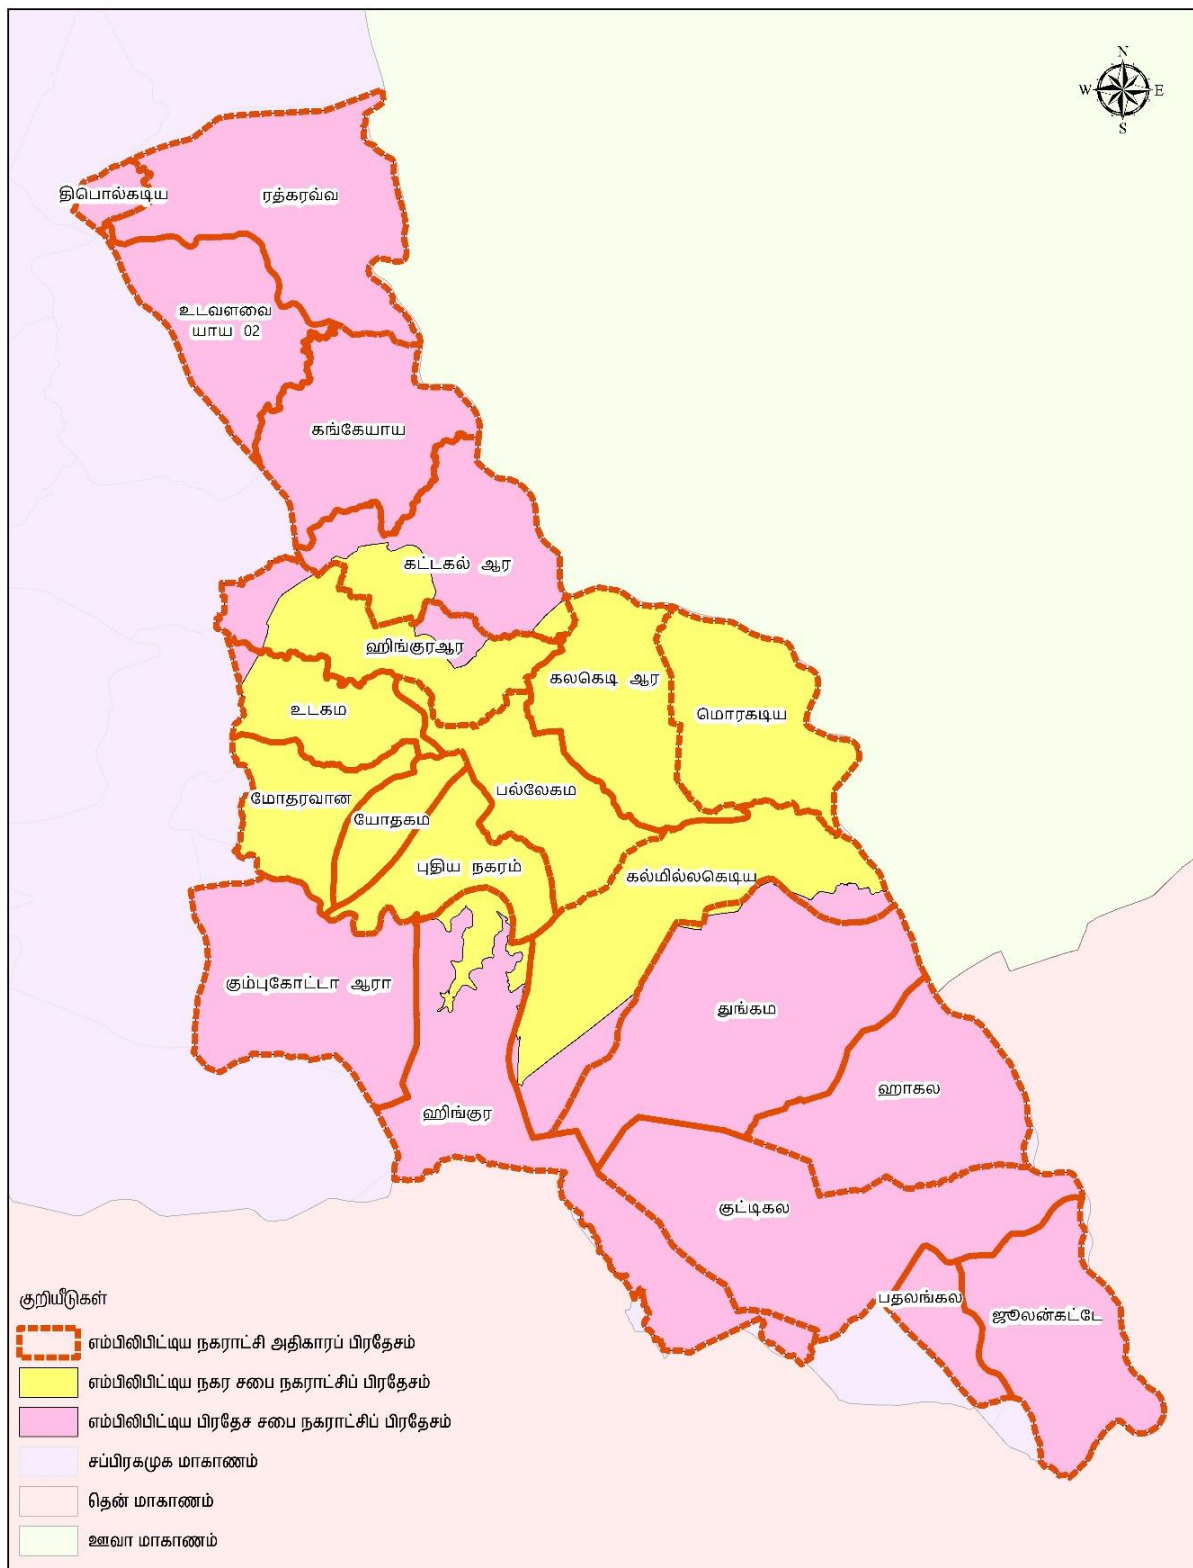 N
W E
S
திபொல்கடிய
ரத்கரவ்வ
உடவளவை
யாய 02
கங்கேயாய
கட்டகல் ஆர
ஹிங்குரஆர
கலகெடி ஆர
உடகம
மொரகடிய
மோதரவான
பல்லேகம
யோதகம
புதிய நகரம்
கல்மில்லகெடிய
கும்புகோட்டா ஆரா
துங்கம
ஹாகல
ஹிங்குர
குட்டிகல
பதலங்கல
ஜூலன்கட்டே
குறியீடுகள்
எம்பிலிபிட்டிய நகராட்சி அதிகாரப் பிரதேசம்
எம்பிலிபிட்டிய நகர சபை நகராட்சிப் பிரதேசம்
எம்பிலிபிட்டிய பிரதேச சபை நகராட்சிப் பிரதேசம்
சப்பிரகமுக மாகாணம்
தென் மாகாணம்
ஊவா மாகாணம்